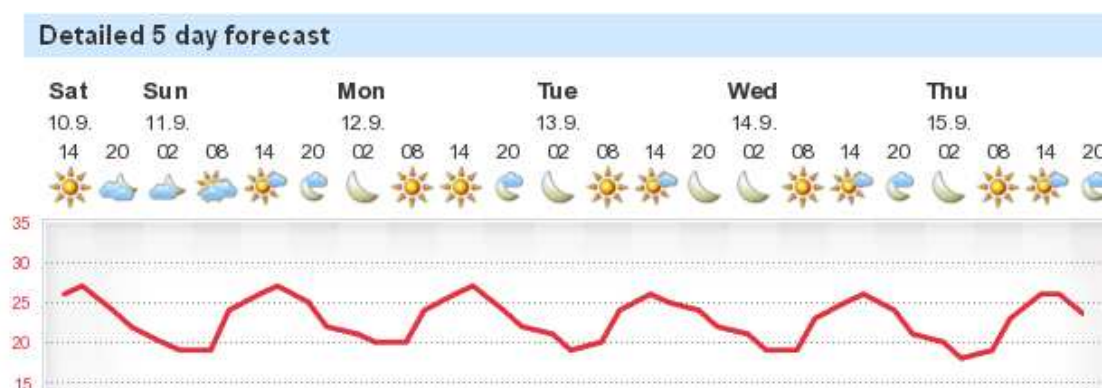 Detailed 5 day forecast
Sat Sun Mon Tue Wed Thu
10.9. 11.9. 12.9. 13.9. 14.9. 15.9.
14 20 02 08 14 20 02 08 14 20 02 08 14 20 02 08 14 20 02 08 14 20
35
30
25
20
15